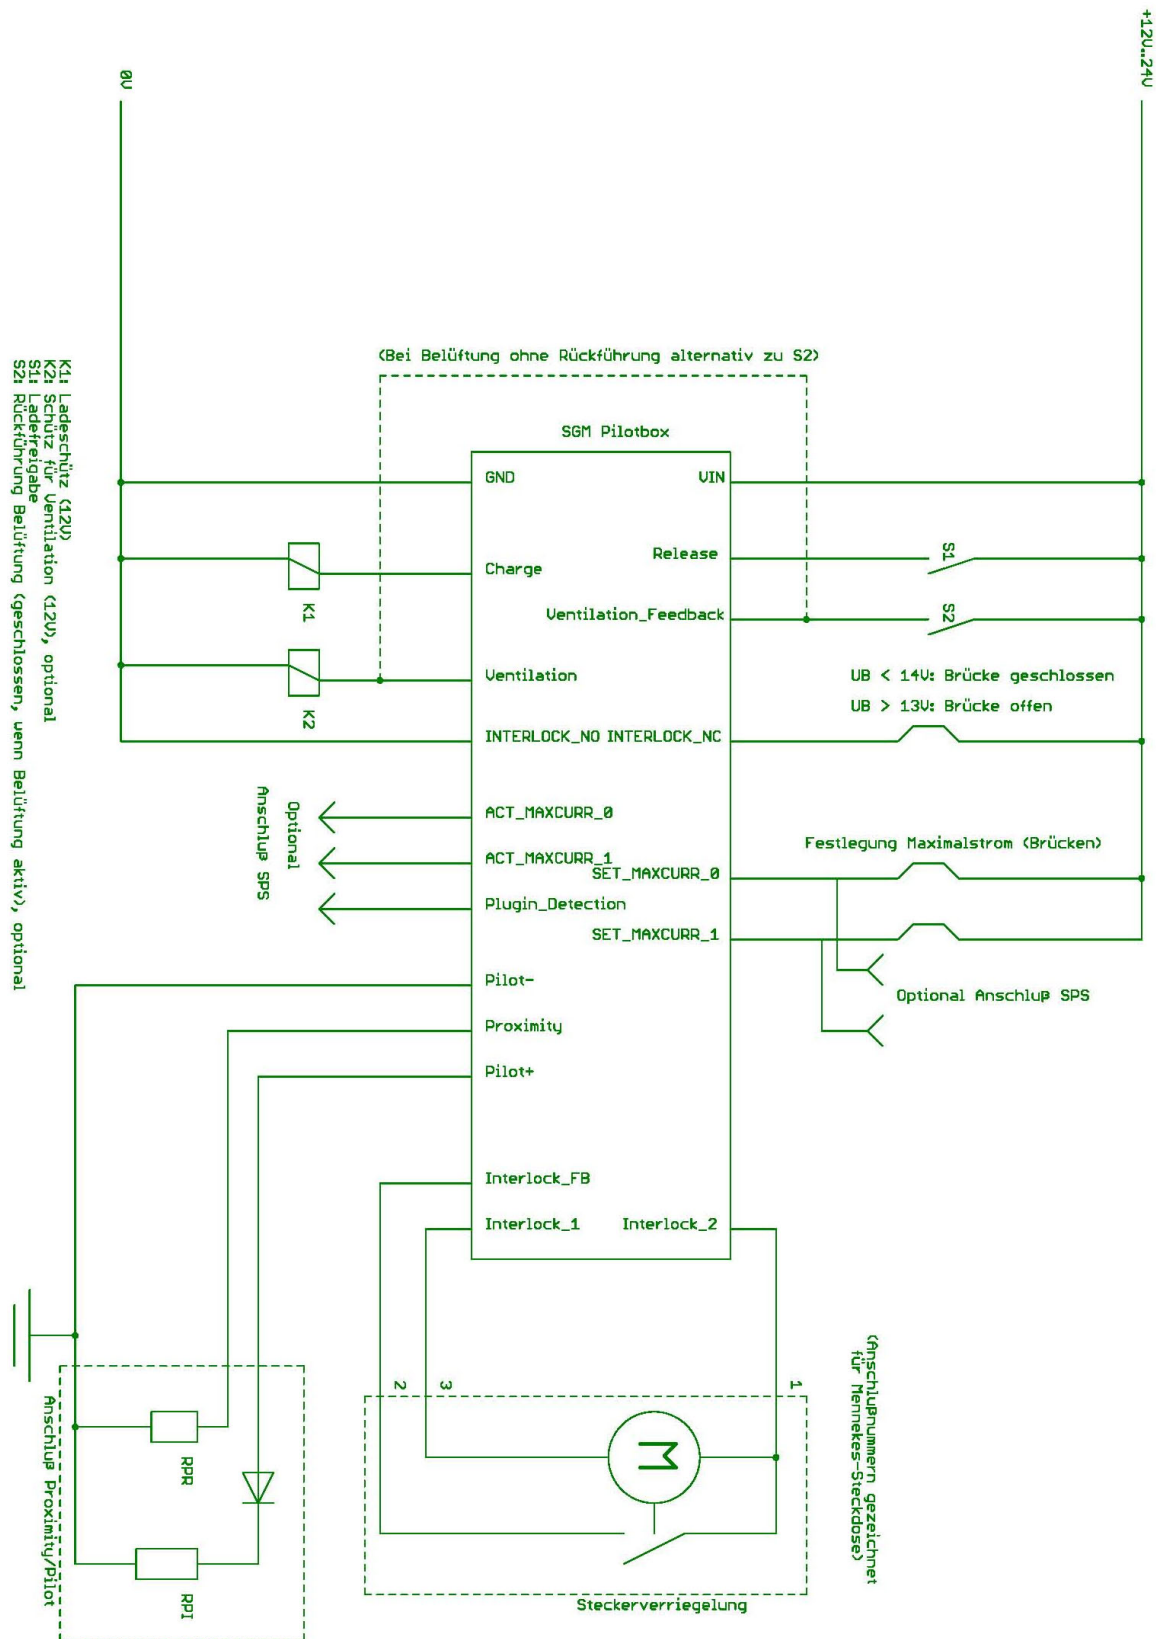 +12V..24V
0V
(Bei Belüftung ohne Rückführung alternativ zu S2)
SGM Pilotbox
GND
VIN
Release
S1
Charge
K1
Ventilation_Feedback
S2
Ventilation
K2
UB < 14V: Brücke geschlossen
UB > 13V: Brücke offen
INTERLOCK_NO INTERLOCK_NC
K1: Ladeschütz (12V)
K2: Schütz für Ventilation (12V), optional
S1: Ladefreigabe
S2: Rückführung Belüftung (geschlossen, wenn Belüftung aktiv), optional
ACT_MAXCURR_0
Optional
Anschluß SPS
Festlegung Maximalstrom (Brücken)
ACT_MAXCURR_1
SET_MAXCURR_0
Plugin_Detection
SET_MAXCURR_1
Pilot-
Optional Anschluß SPS
Proximity
Pilot+
Interlock_FB
Interlock_1
Interlock_2
(Anschlußnummern gezeichnet
für Mennekes-Steckdose)
2
3
1
M
RPR
RPI
Anschluß Proximity/Pilot
Steckerverriegelung